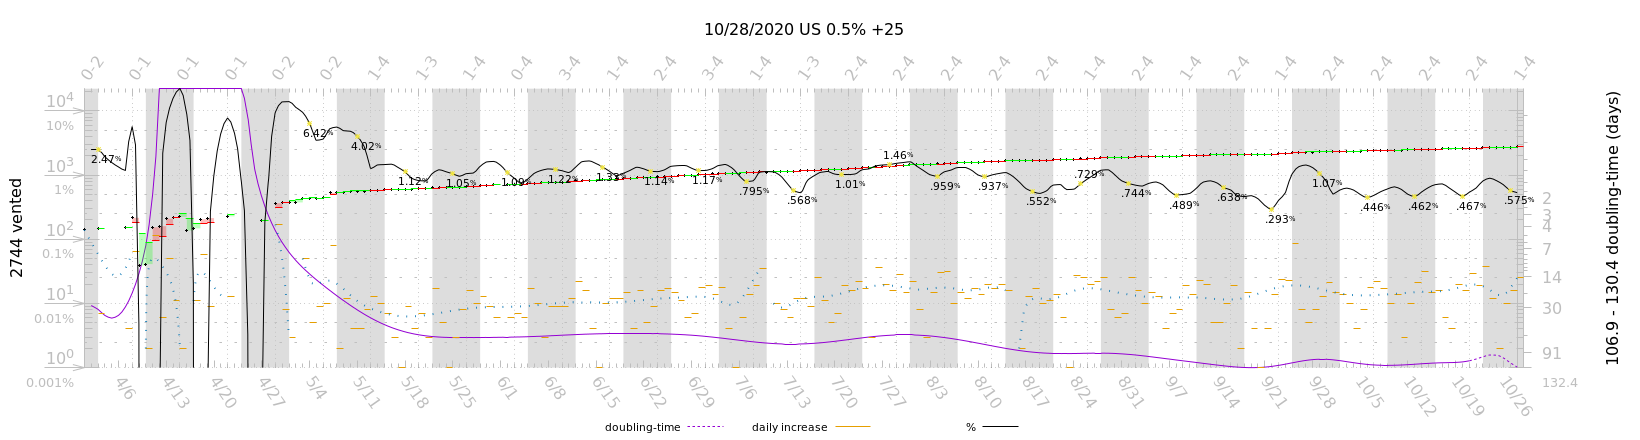 10/28/2020 US 0.5% +25
0-2 0-1 0-1 0-1 0-2 0-2 1-4 1-3 1-4 0-4 3-4 1-4 2-4 3-4 1-4 1-3 2-4 2-4 2-4 2-4 1-4 1-4 2-4 2-4 1-4 2-4 2-4 2-4 2-4 2-4 1-4
2744 vented
10⁴
10%
10³
1%
10²
0.1%
10¹
0.01%
10⁰
0.001%
2.47% 6.42% 4.02% 1.12% 1.05% 1.09% 1.22% 1.33% 1.14% 1.17% .795% .568% 1.01% 1.46% .959% .937% .552% .729% .744% .489% .638% .293% 1.07% .446% .462% .467% .575%
2
3
4
7
14
30
91
132.4
106.9 - 130.4 doubling-time (days)
4/6 4/13 4/20 4/27 5/4 5/11 5/18 5/25 6/1 6/8 6/15 6/22 6/29 7/6 7/13 7/20 7/27 8/3 8/10 8/17 8/24 8/31 9/7 9/14 9/21 9/28 10/5 10/12 10/19 10/26
doubling-time daily increase %